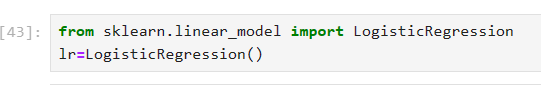 [43]: from sklearn.linear_model import LogisticRegression
lr=LogisticRegression()